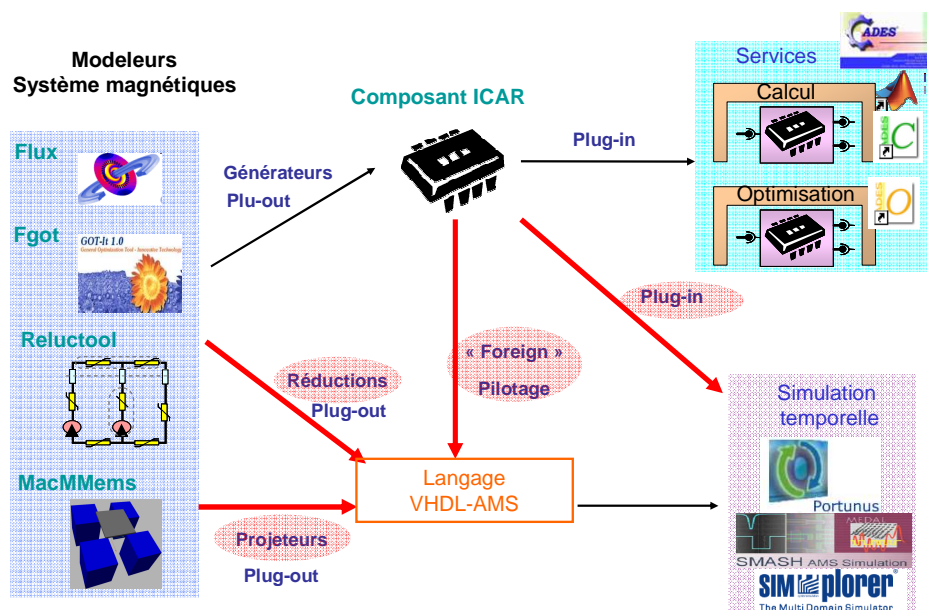 Modeleurs
Système magnétiques
Flux
Fgot
GOT-It 1.0
General Optimization Tool - Innovative Technology
Reluctool
MacMMems
Générateurs
Plu-out
Composant ICAR
Plug-in
Services
ADES
Calcul
C
Optimisation
ADES
O
Plug-in
« Foreign »
Pilotage
Réductions
Plug-out
Projeteurs
Plug-out
Langage
VHDL-AMS
Simulation
temporelle
Portunus
MEDAL
SMASH AMS Simulation
SIMPLORER
The Multi Domain Simulator